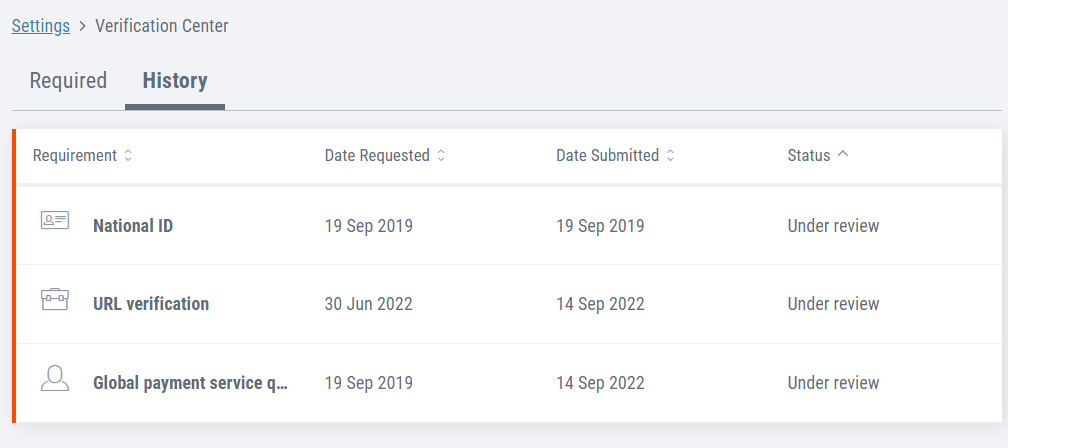 Settings > Verification Center
Required History
Requirement Date Requested Date Submitted Status
National ID 19 Sep 2019 19 Sep 2019 Under review
URL verification 30 Jun 2022 14 Sep 2022 Under review
Global payment service q... 19 Sep 2019 14 Sep 2022 Under review